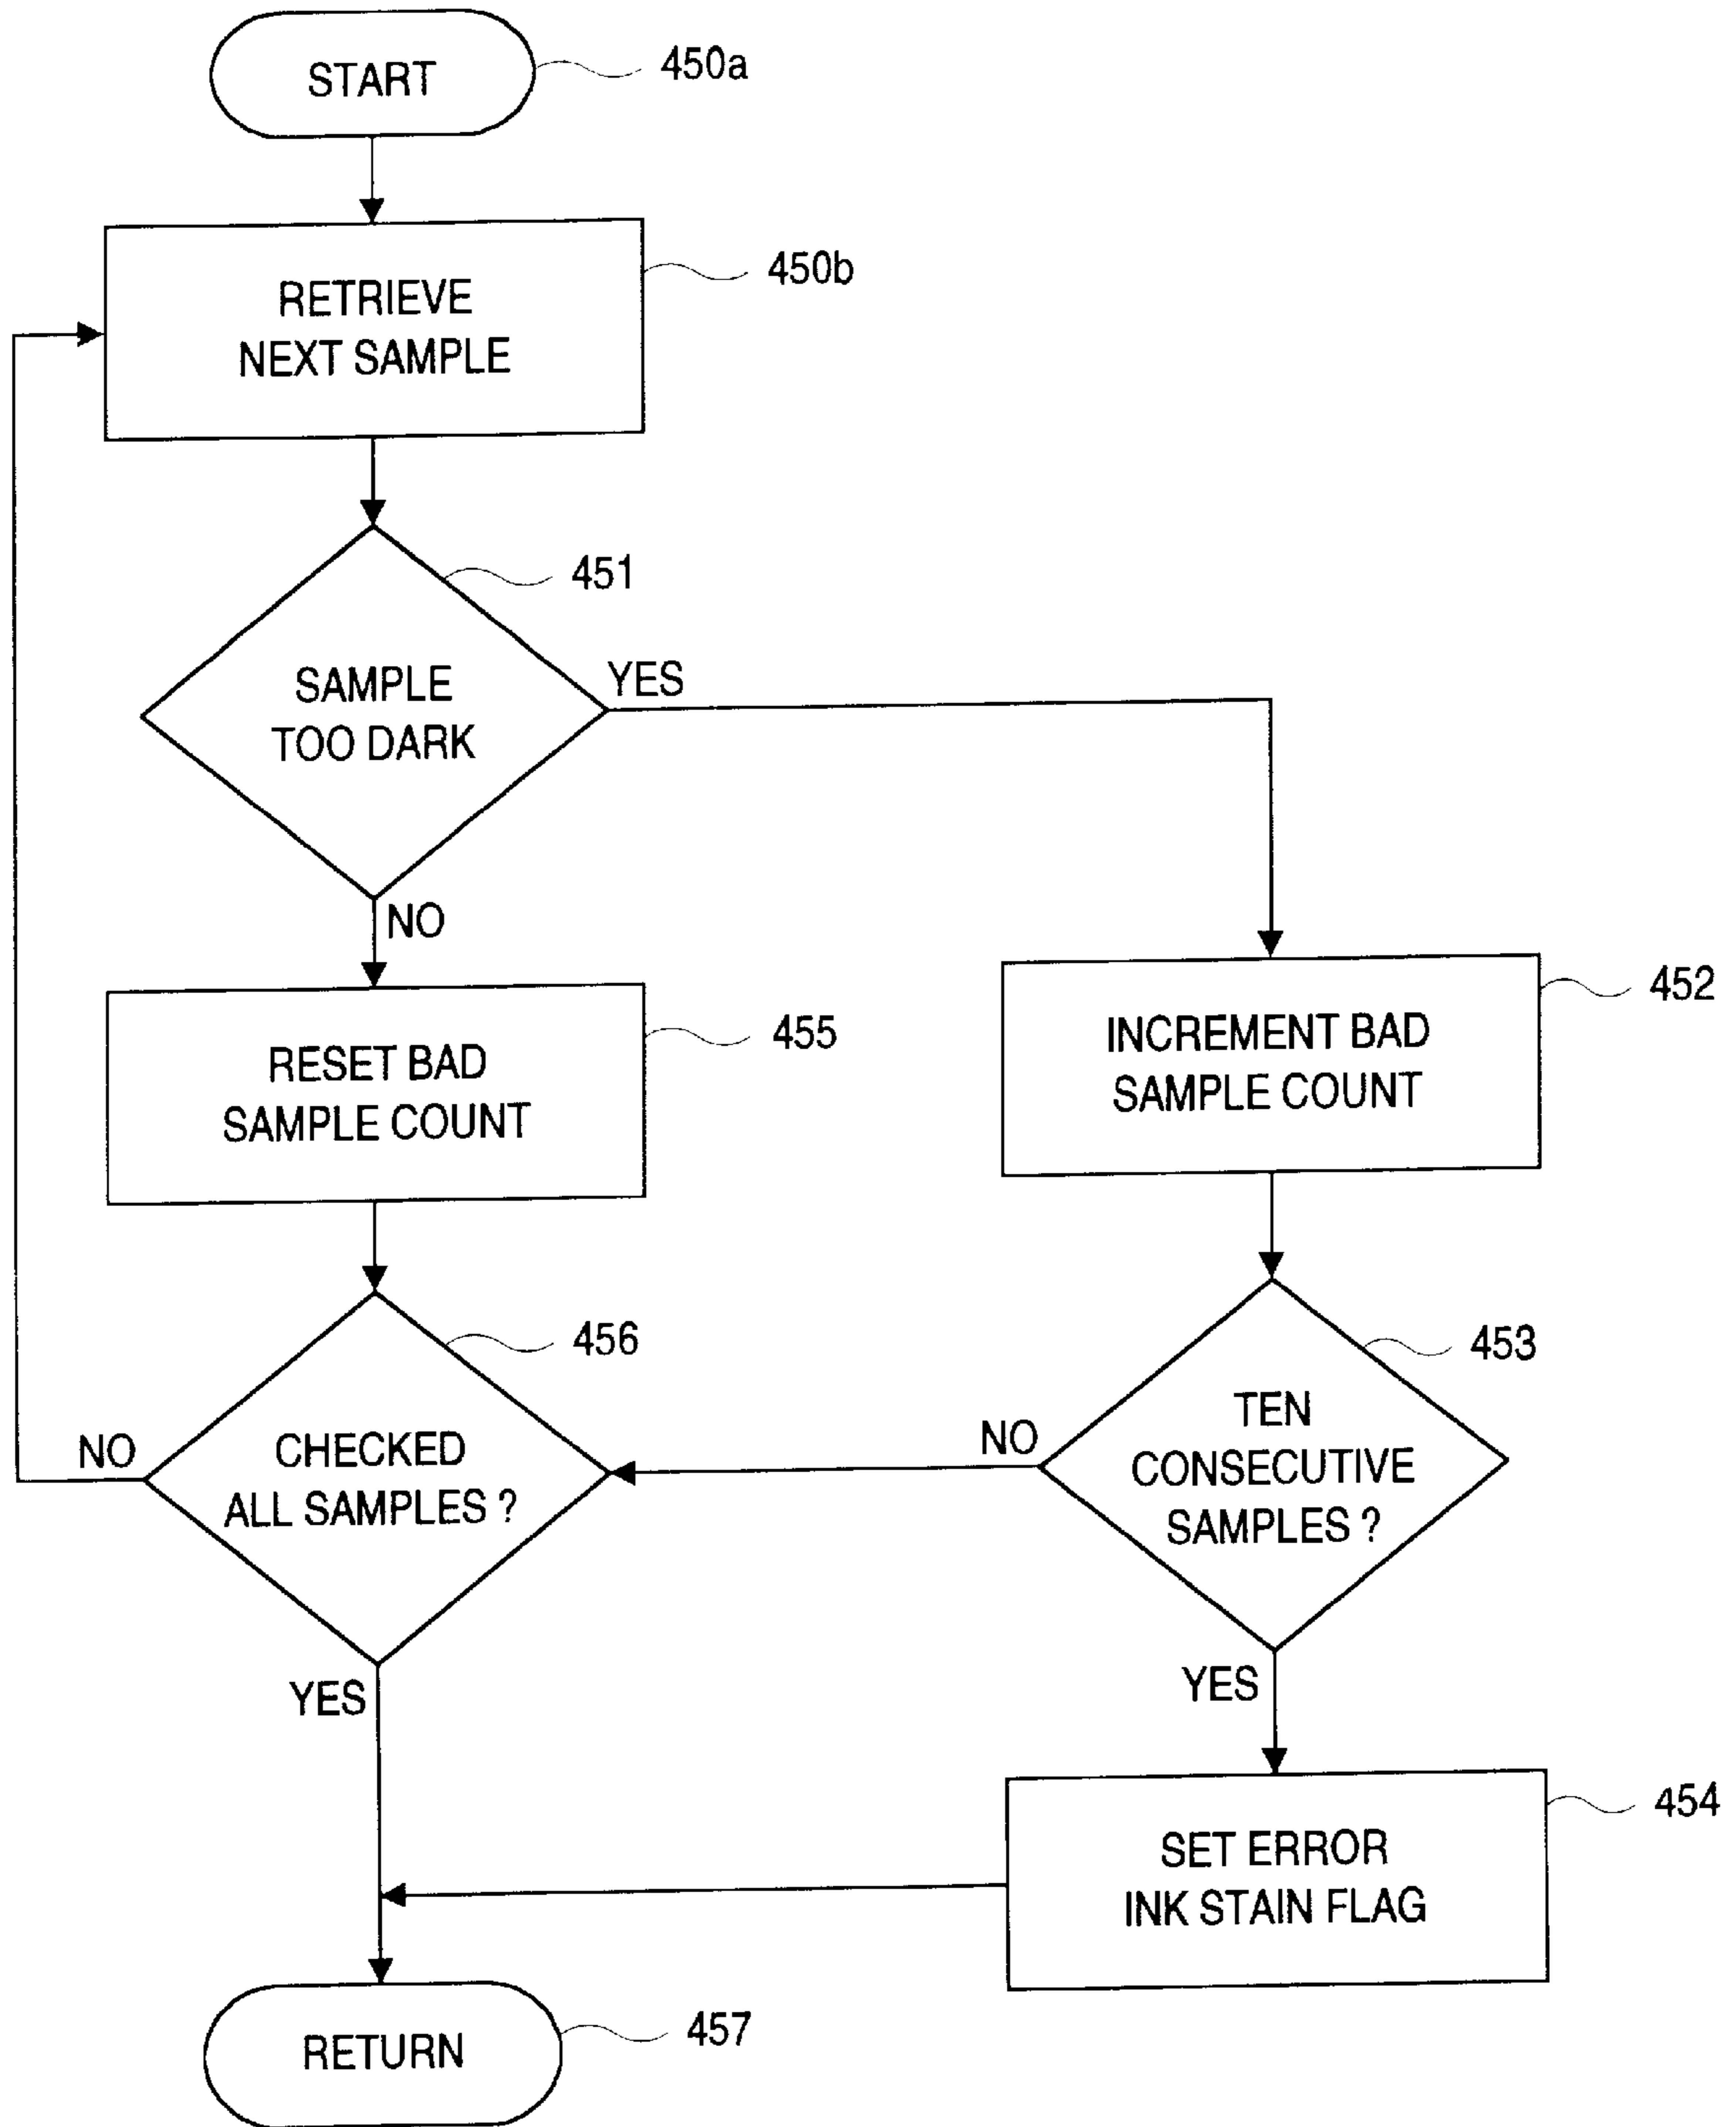 START
450a
RETRIEVE
NEXT SAMPLE
450b
451
SAMPLE
TOO DARK
YES
NO
RESET BAD
SAMPLE COUNT
455
INCREMENT BAD
SAMPLE COUNT
452
456
CHECKED
ALL SAMPLES ?
NO
YES
453
TEN
CONSECUTIVE
SAMPLES ?
NO
YES
SET ERROR
INK STAIN FLAG
454
RETURN
457